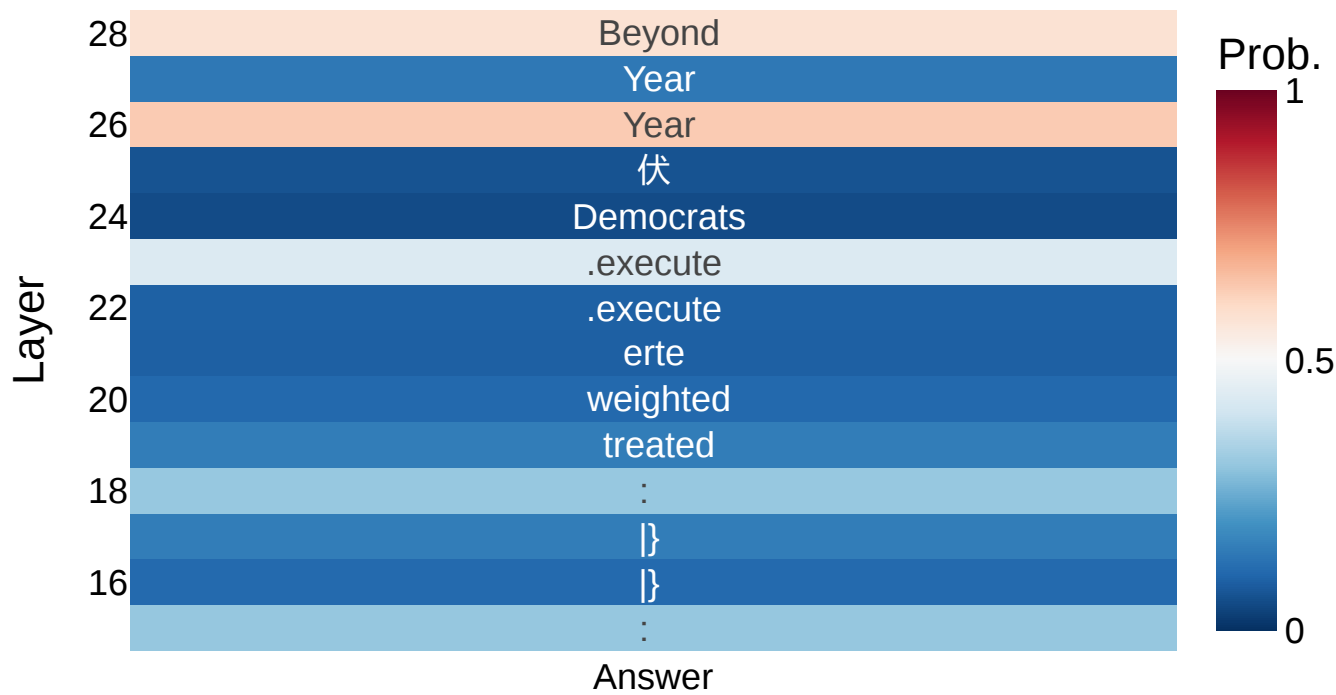 28 Beyond
Year
26 Year
伏
24 Democrats
.execute
22 .execute
erte
20 weighted
treated
18 :
|}
16 |}
:
Answer
Layer
Prob.
1
0.5
0